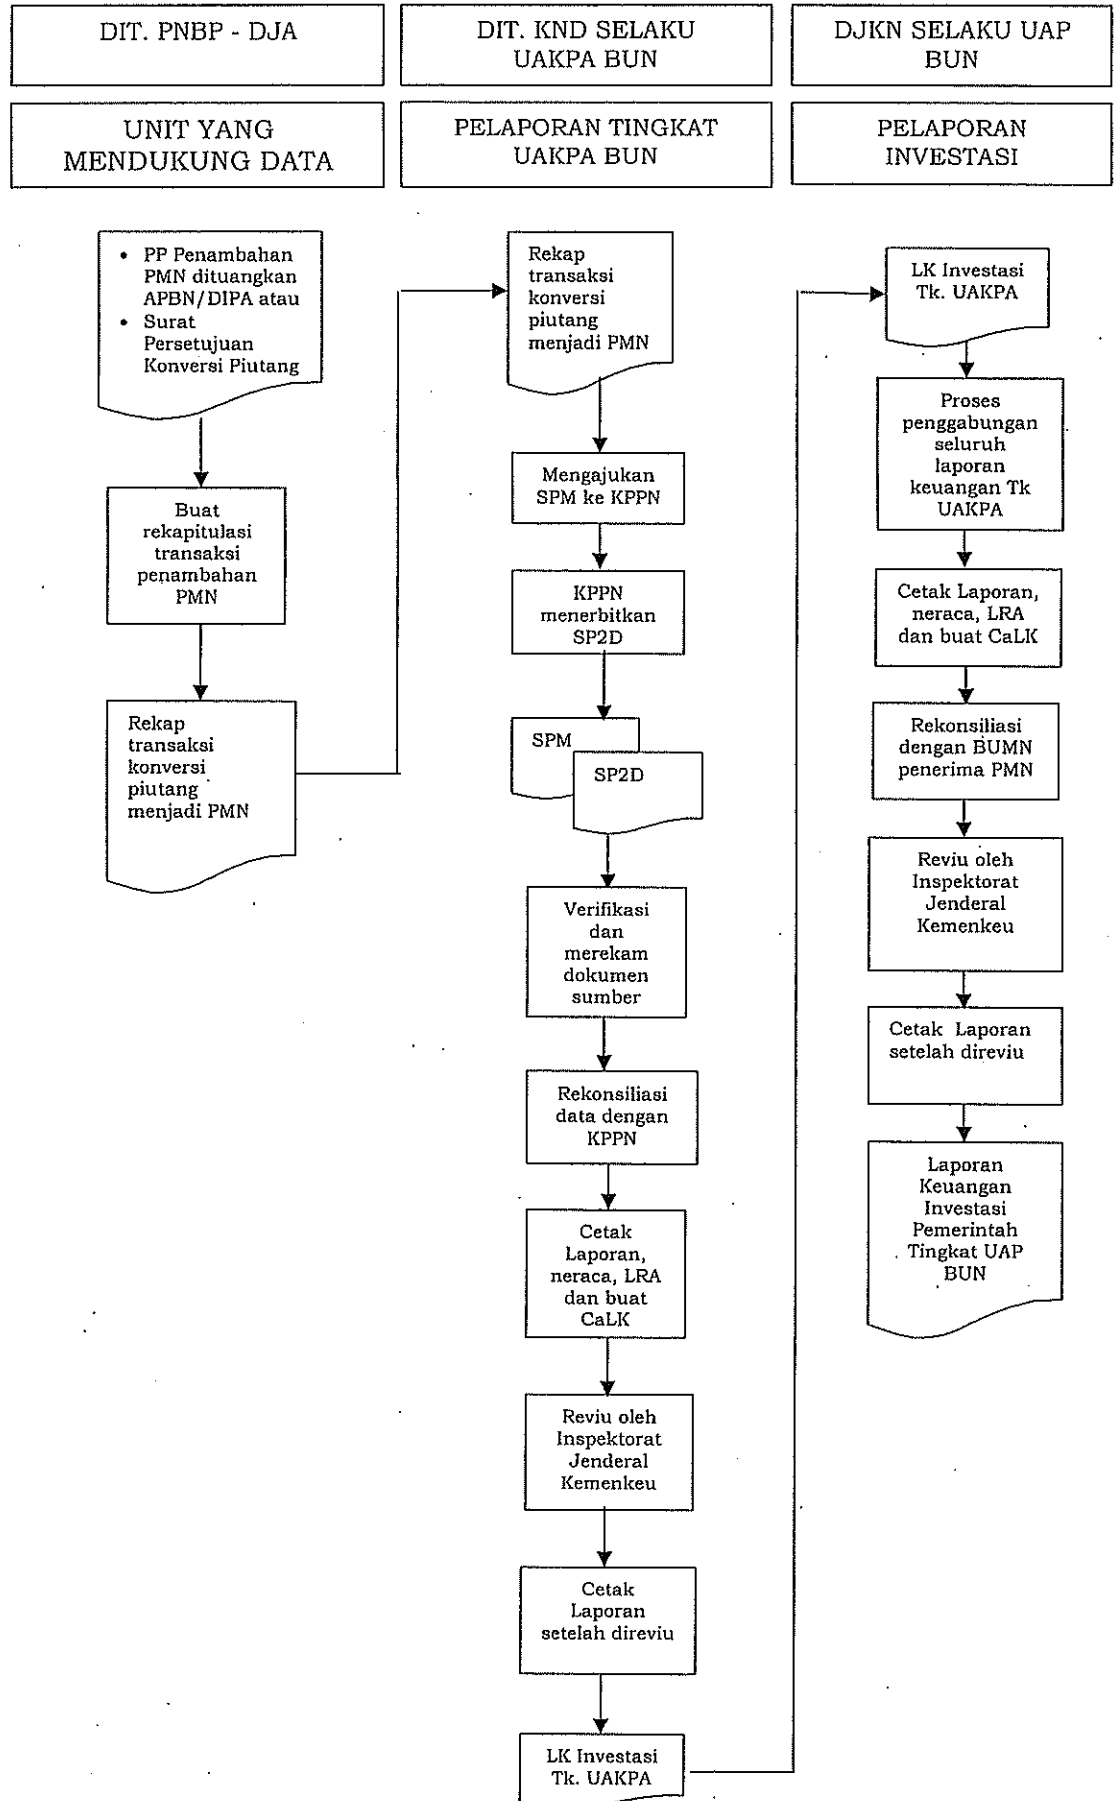 DIT. PNBP - DJA
DIT. KND SELAKU
UAKPA BUN
DJKN SELAKU UAP
BUN
UNIT YANG
MENDUKUNG DATA
PELAPORAN TINGKAT
UAKPA BUN
PELAPORAN
INVESTASI
• PP Penambahan
PMN dituangkan
APBN/DIPA atau
• Surat
Persetujuan
Konversi Piutang
Buat
rekapitulasi
transaksi
penambahan
PMN
Rekap
transaksi
konversi
piutang
menjadi PMN
Rekap
transaksi
konversi
piutang
menjadi PMN
Mengajukan
SPM ke KPPN
KPPN
menerbitkan
SP2D
SPM
SP2D
Verifikasi
dan
merekam
dokumen
sumber
Rekonsiliasi
data dengan
KPPN
Cetak
Laporan,
neraca, LRA
dan buat
CaLK
Reviu oleh
Inspektorat
Jenderal
Kemenkeu
Cetak
Laporan
setelah direviu
LK Investasi
Tk. UAKPA
LK Investasi
Tk. UAKPA
Proses
penggabungan
seluruh
laporan
keuangan Tk
UAKPA
Cetak Laporan,
neraca, LRA
dan buat CaLK
Rekonsiliasi
dengan BUMN
penerima PMN
Reviu oleh
Inspektorat
Jenderal
Kemenkeu
Cetak Laporan
setelah direviu
Laporan
Keuangan
Investasi
Pemerintah
Tingkat UAP
BUN